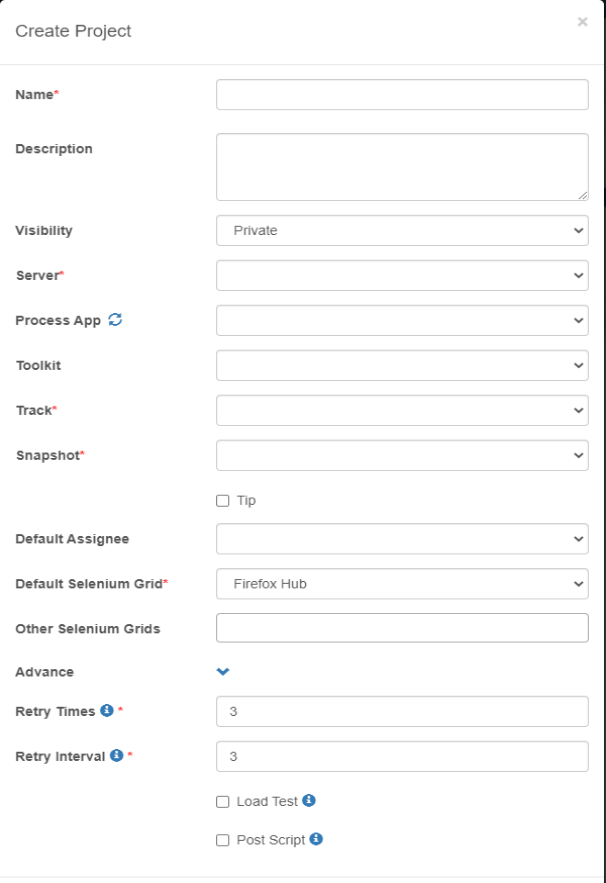 Create Project ×
Name*
Description
Visibility Private
Server*
Process App
Toolkit
Track*
Snapshot*
Tip
Default Assignee
Default Selenium Grid* Firefox Hub
Other Selenium Grids
Advance
Retry Times * 3
Retry Interval * 3
Load Test
Post Script